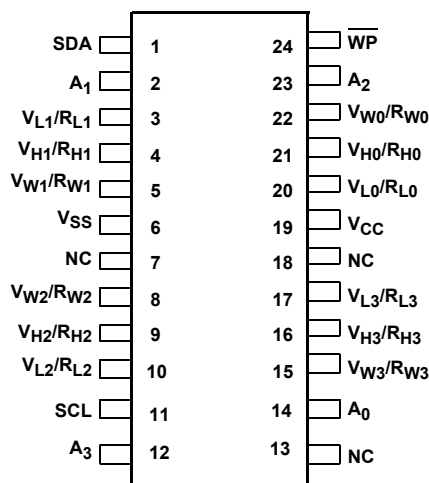 SDA 1 24 WP
A1 2 23 A2
VL1/RL1 3 22 VW0/RW0
VH1/RH1 4 21 VH0/RH0
VW1/RW1 5 20 VL0/RL0
VSS 6 19 VCC
NC 7 18 NC
VW2/RW2 8 17 VL3/RL3
VH2/RH2 9 16 VH3/RH3
VL2/RL2 10 15 VW3/RW3
SCL 11 14 A0
A3 12 13 NC